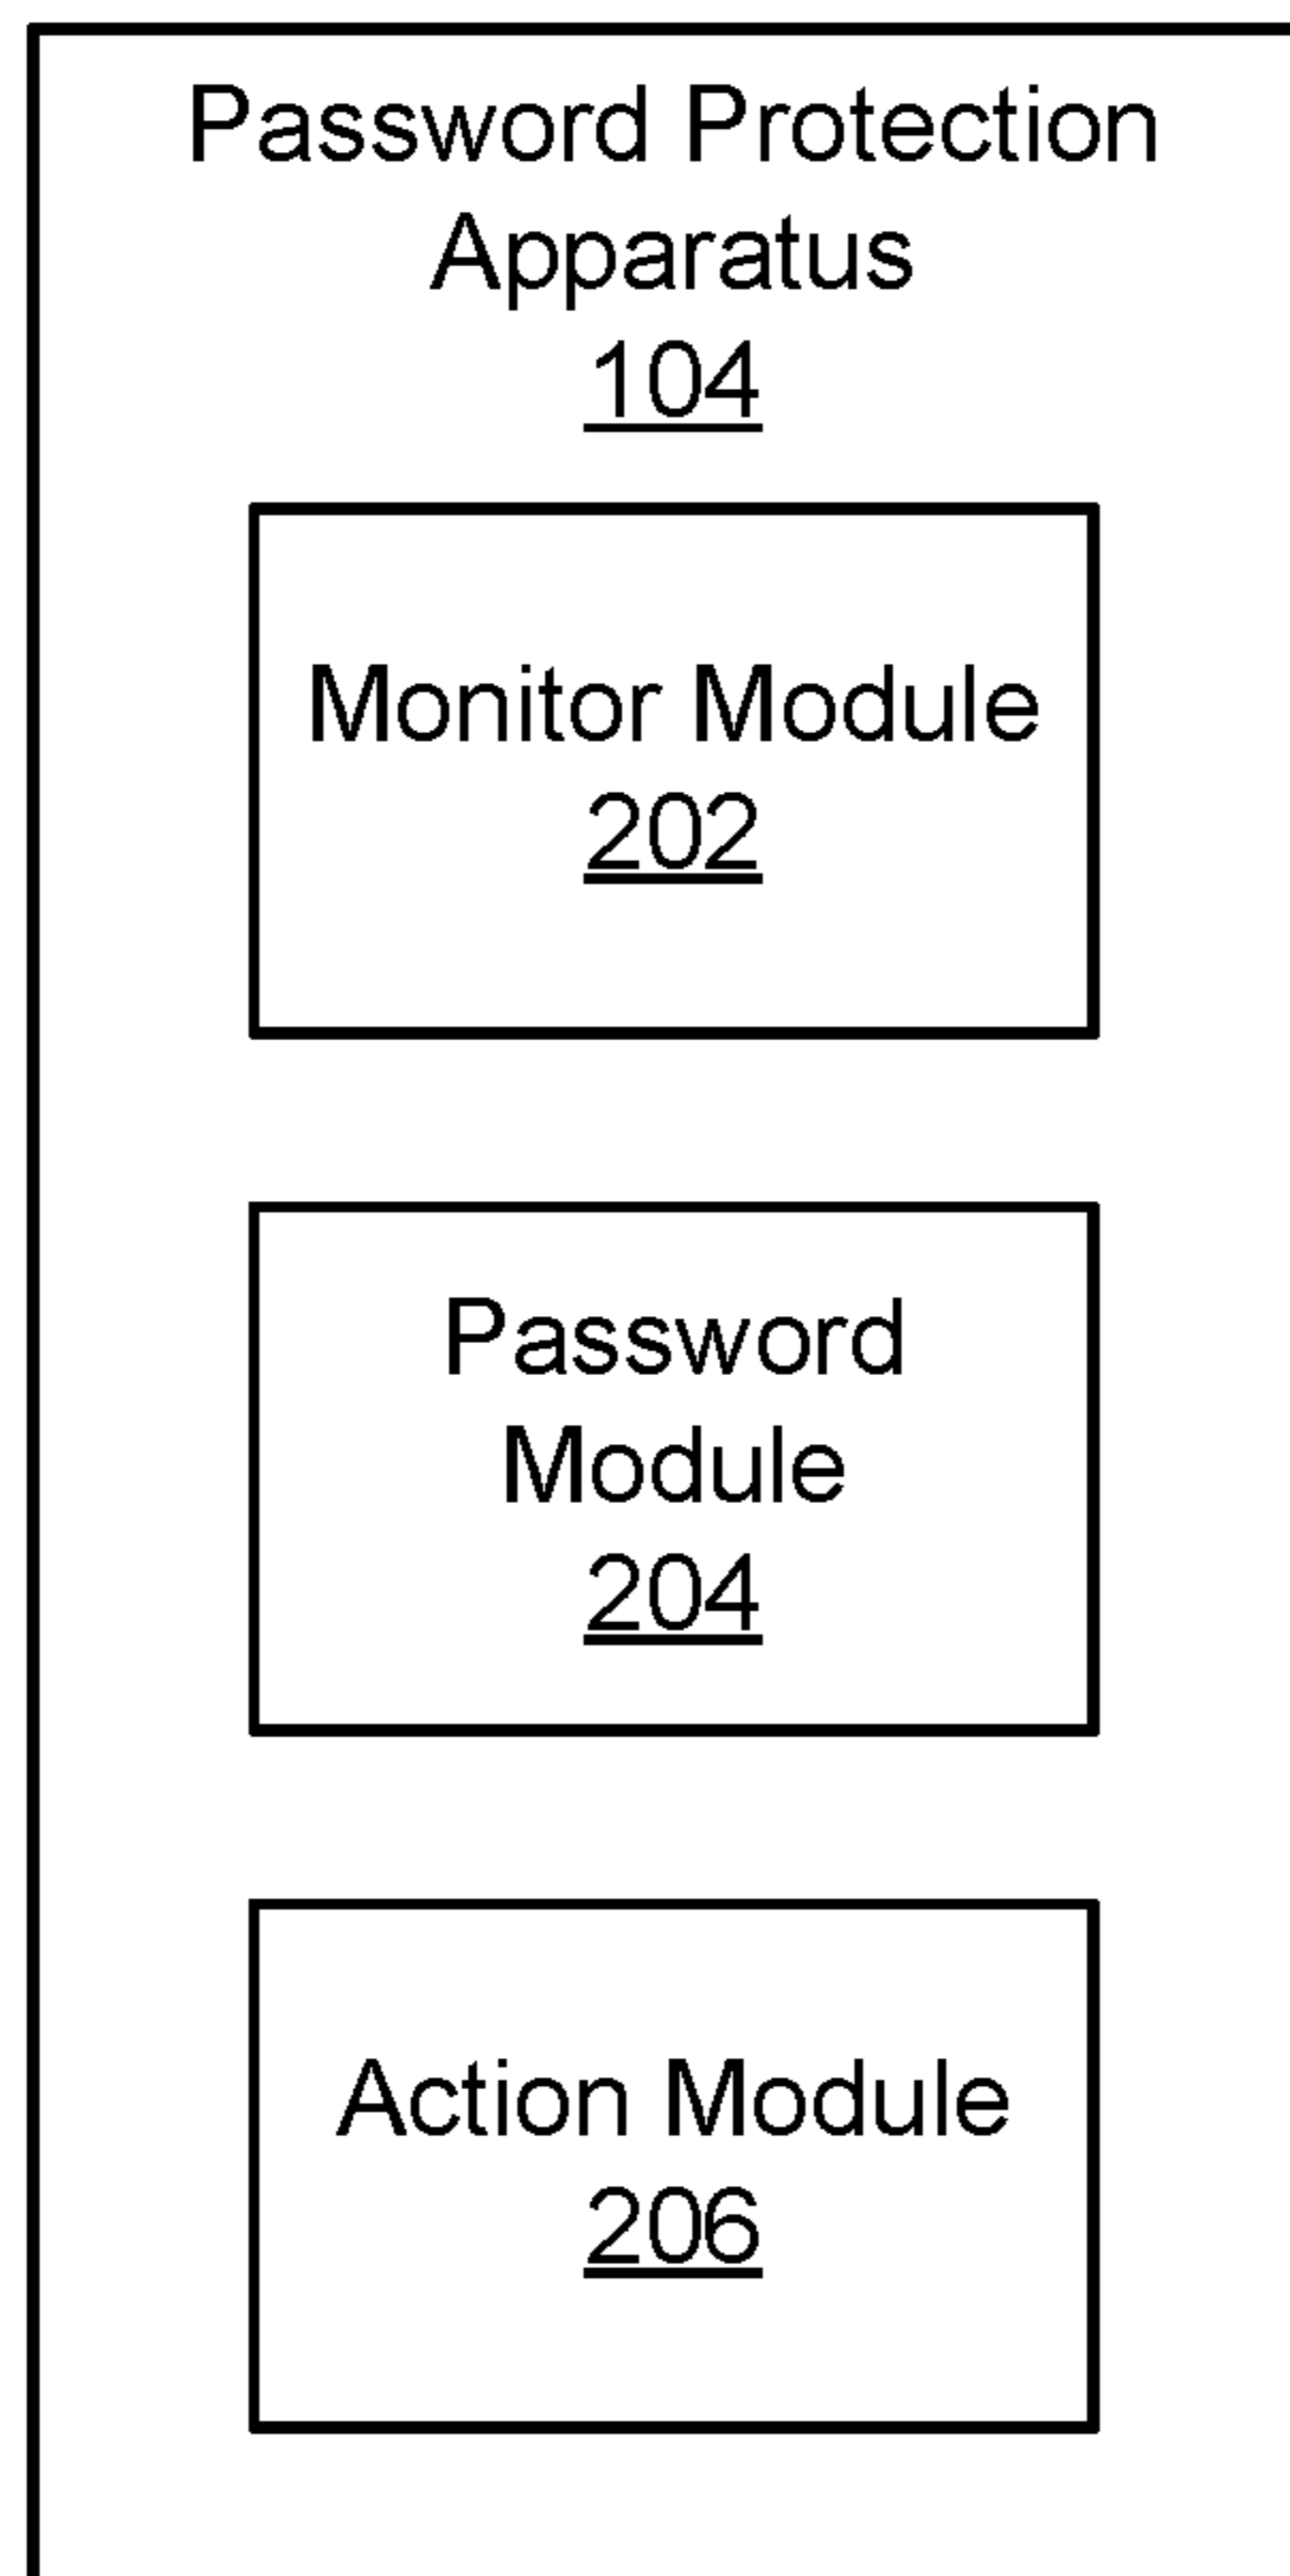 Password Protection
Apparatus
104
Monitor Module
202
Password
Module
204
Action Module
206